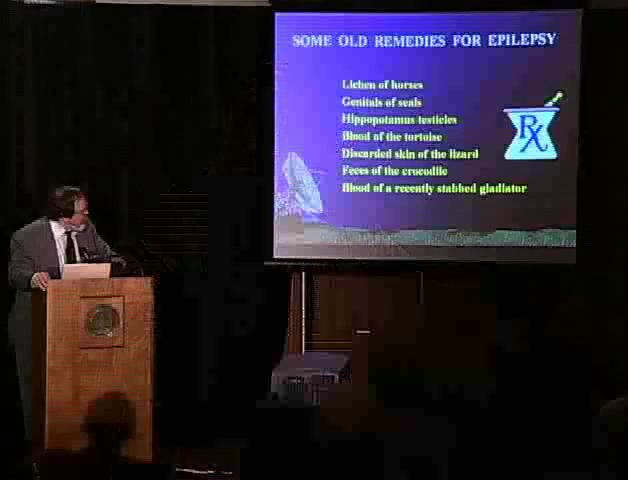 SOME OLD REMEDIES FOR EPILEPSY
Lichen of horses
Genitals of seals
Hippopotamus testicles
Blood of the tortoise
Discarded skin of the lizard
Feces of the crocodile
Blood of a recently stabbed gladiator
Rx